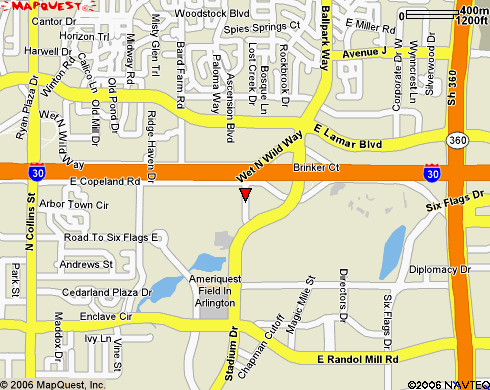 MAPQUEST
Cantor Dr
Horizon Trl
Harwell Dr
Woodstock Blvd
Spies Springs Ct
E Miller Rd
400m
1200ft
Avenue J
Misty Glen Trl
Midway Rd
Baird Farm Rd
Paloma Way
Ascension Blvd
Lost Creek Dr
Bosque Ln
Rockbrook Dr
Ballpark Way
Corporate Dr
Wynncrest Ln
Silverwood Dr
Sh 360
Ryan Plaza Dr
Winton Rd
Calico Ln
Old Mill Dr
Old Pond Dr
Ridge Haven Dr
Wet N Wild Way
Wet N Wild Way
E Lamar Blvd
360
Brinker Ct
30
30
E Copeland Rd
Arbor Town Cir
Six Flags Dr
N Collins St
Road To Six Flags E
Andrews St
Cedarland Plaza Dr
Ameriquest
Field In
Arlington
Diplomacy Dr
Park St
Enclave Cir
Maddox Dr
Ivy Ln
Vine St
Stadium Dr
Chapman Cutoff
Magic Mile St
Directors Dr
Six Flags Dr
E Randol Mill Rd
© 2006 MapQuest, Inc.
©2006 NAVTEQ